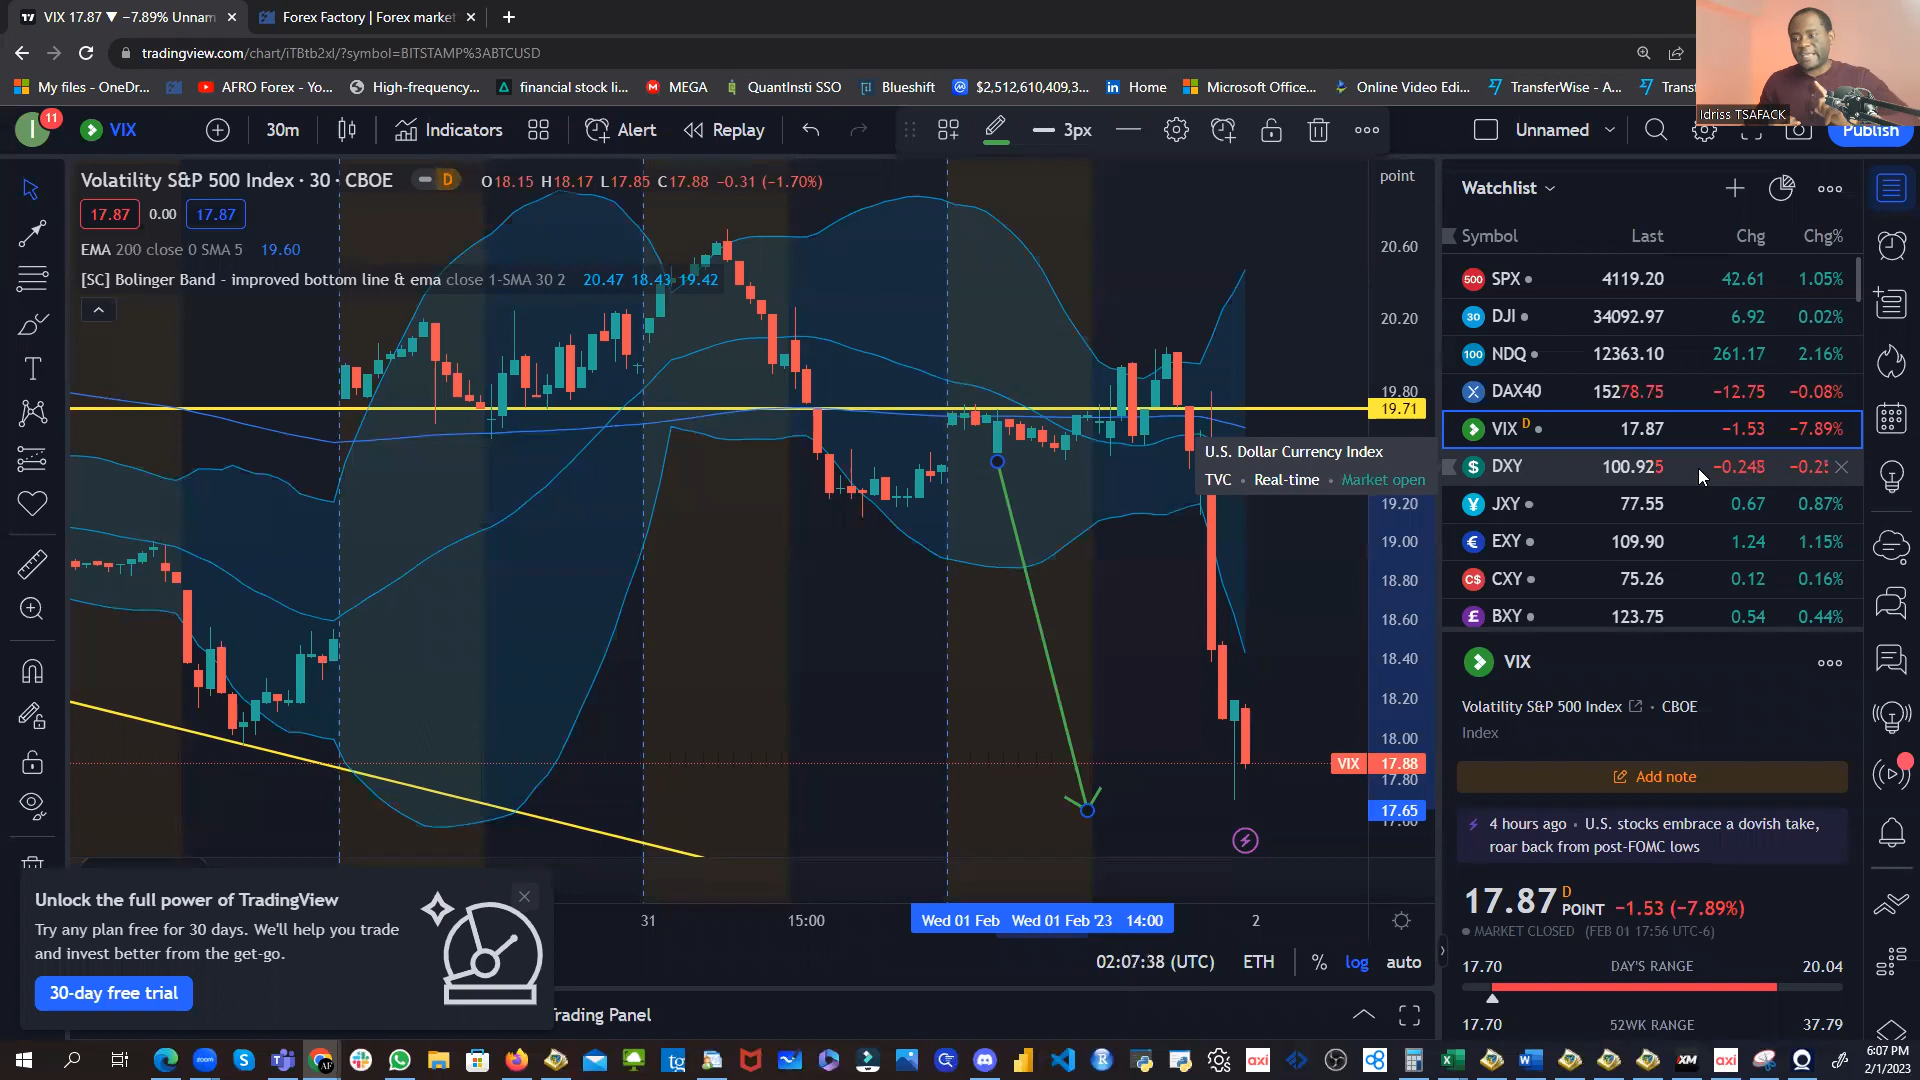 VIX 17.87 ▼ −7.89% Unnam
Forex Factory | Forex market
tradingview.com/chart/iTBtb2xl/?symbol=BITSTAMP%3ABTCUSD
My files - OneDr...
AFRO Forex - Yo...
High-frequency...
financial stock li...
MEGA
QuantInsti SSO
Blueshift
$2,512,610,409,3...
Home
Microsoft Office...
Online Video Edi...
TransferWise - A...
Trans
Idriss TSAFACK
I
11
VIX
30m
Indicators
Alert
Replay
3px
Unnamed
Publish
Volatility S&P 500 Index · 30 · CBOE
D
O18.15 H18.17 L17.85 C17.88 −0.31 (−1.70%)
17.87
0.00
17.87
EMA 200 close 0 SMA 5 19.60
[SC] Bolinger Band - improved bottom line & ema close 1-SMA 30 2 20.47 18.43 19.42
point
20.60
20.20
19.80
19.71
19.20
19.00
18.80
18.60
18.40
18.20
18.00
VIX 17.88
17.80
17.65
17.60
U.S. Dollar Currency Index
TVC • Real-time • Market open
31
15:00
Wed 01 Feb
Wed 01 Feb '23 14:00
2
02:07:38 (UTC)
ETH
%
log
auto
Unlock the full power of TradingView
Try any plan free for 30 days. We'll help you trade
and invest better from the get-go.
30-day free trial
rading Panel
Watchlist
Symbol Last Chg Chg%
500 SPX 4119.20 42.61 1.05%
30 DJI 34092.97 6.92 0.02%
100 NDQ 12363.10 261.17 2.16%
DAX40 15278.75 −12.75 −0.08%
VIX D 17.87 −1.53 −7.89%
$ DXY 100.925 −0.248 −0.2
¥ JXY 77.55 0.67 0.87%
€ EXY 109.90 1.24 1.15%
C$ CXY 75.26 0.12 0.16%
£ BXY 123.75 0.54 0.44%
VIX
Volatility S&P 500 Index • CBOE
Index
Add note
4 hours ago • U.S. stocks embrace a dovish take,
roar back from post-FOMC lows
17.87 D POINT −1.53 (−7.89%)
MARKET CLOSED (FEB 01 17:56 UTC-6)
17.70 DAY'S RANGE 20.04
17.70 52WK RANGE 37.79
6:07 PM
2/1/2023